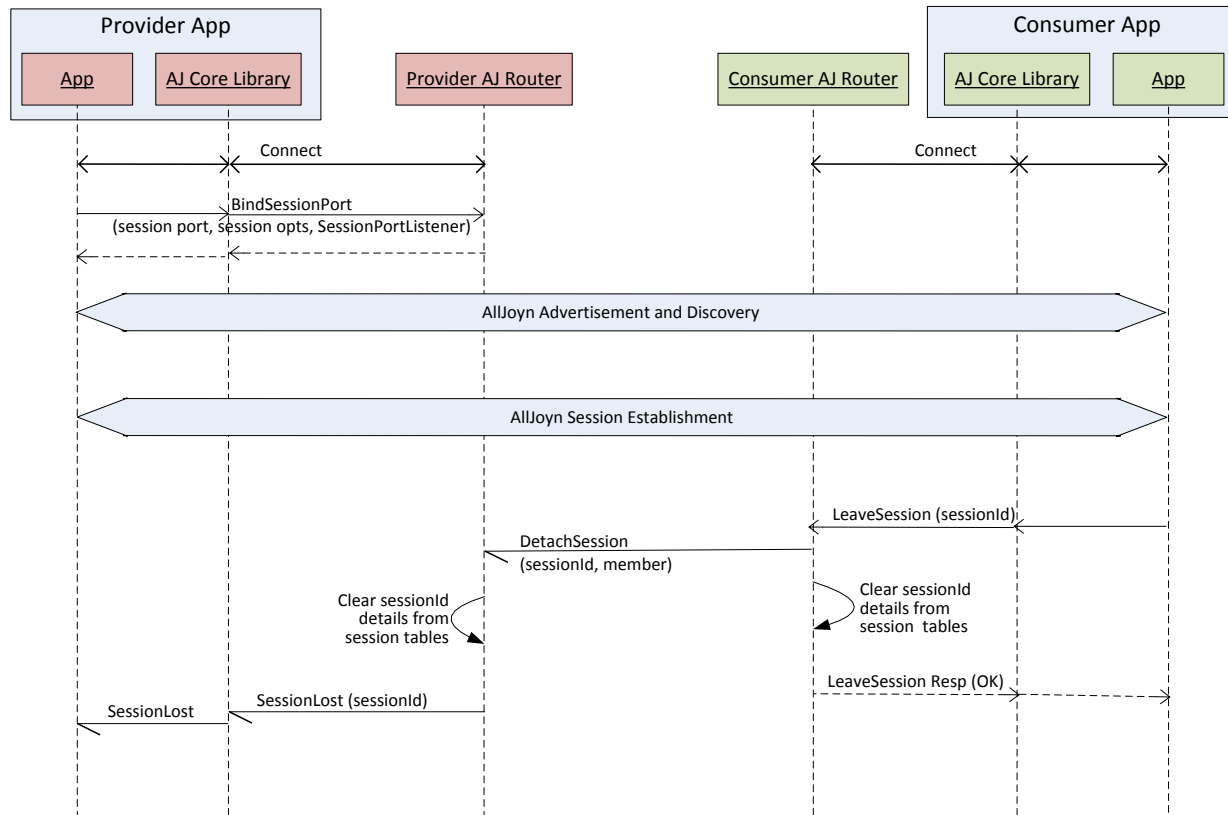 Provider App
Consumer App
App
AJ Core Library
Provider AJ Router
Consumer AJ Router
AJ Core Library
App
Connect
Connect
BindSessionPort
(session port, session opts, SessionPortListener)
AllJoyn Advertisement and Discovery
AllJoyn Session Establishment
LeaveSession (sessionId)
DetachSession
(sessionId, member)
Clear sessionId
details from
session tables
Clear sessionId
details from
session tables
LeaveSession Resp (OK)
SessionLost (sessionId)
SessionLost